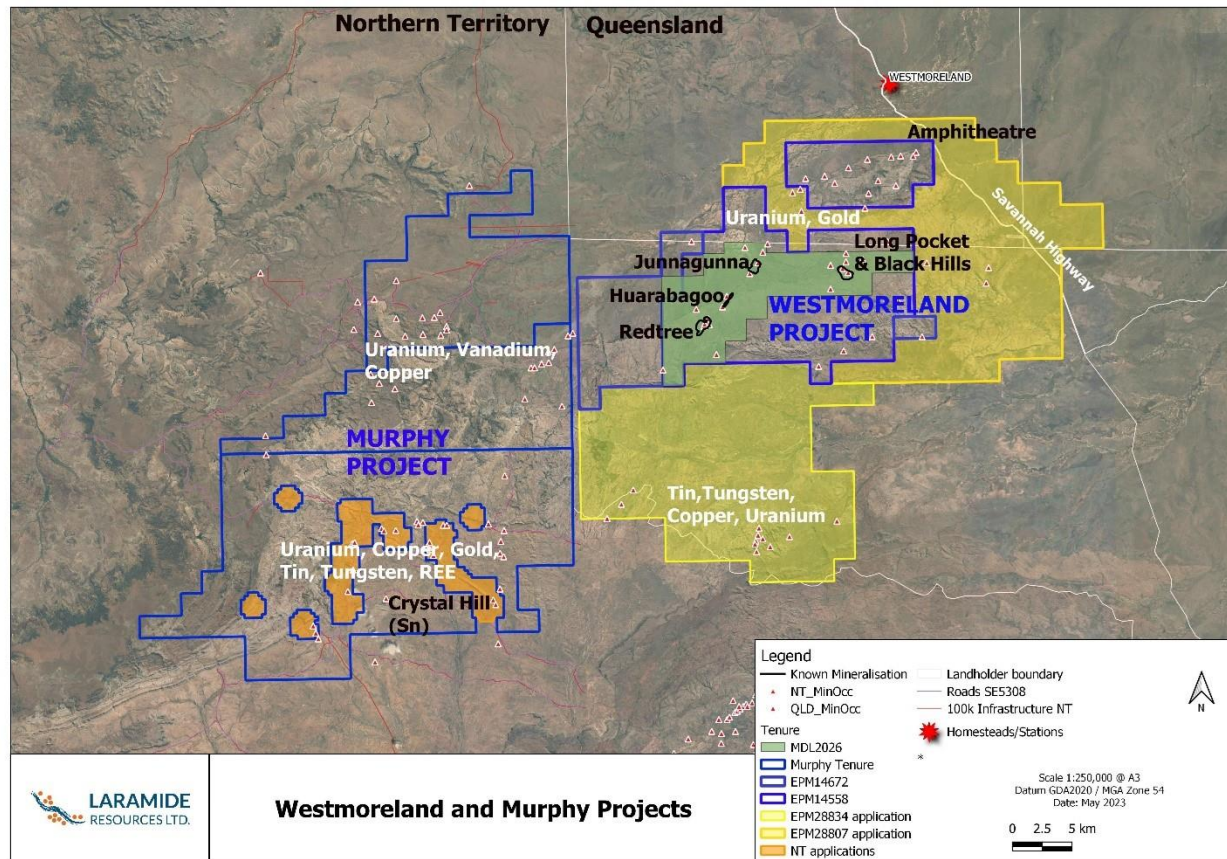 Northern Territory
Queensland
WESTMORELAND
Amphitheatre
Savannah Highway
Uranium, Gold
Long Pocket
& Black Hills
Junnagunna
Huarabagoo
Redtree
WESTMORELAND
PROJECT
Uranium, Vanadium,
Copper
MURPHY
PROJECT
Tin,Tungsten,
Copper, Uranium
Uranium, Copper, Gold,
Tin, Tungsten, REE
Crystal Hill
(Sn)
Legend
Known Mineralisation
NT_MinOcc
QLD_MinOcc
Tenure
MDL2026
Murphy Tenure
EPM14672
EPM14558
EPM28834 application
EPM28807 application
NT applications
Landholder boundary
Roads SE5308
100k Infrastructure NT
Homesteads/Stations
*
N
Scale 1:250,000 @ A3
Datum GDA2020 / MGA Zone 54
Date: May 2023
0 2.5 5 km
LARAMIDE
RESOURCES LTD.
Westmoreland and Murphy Projects